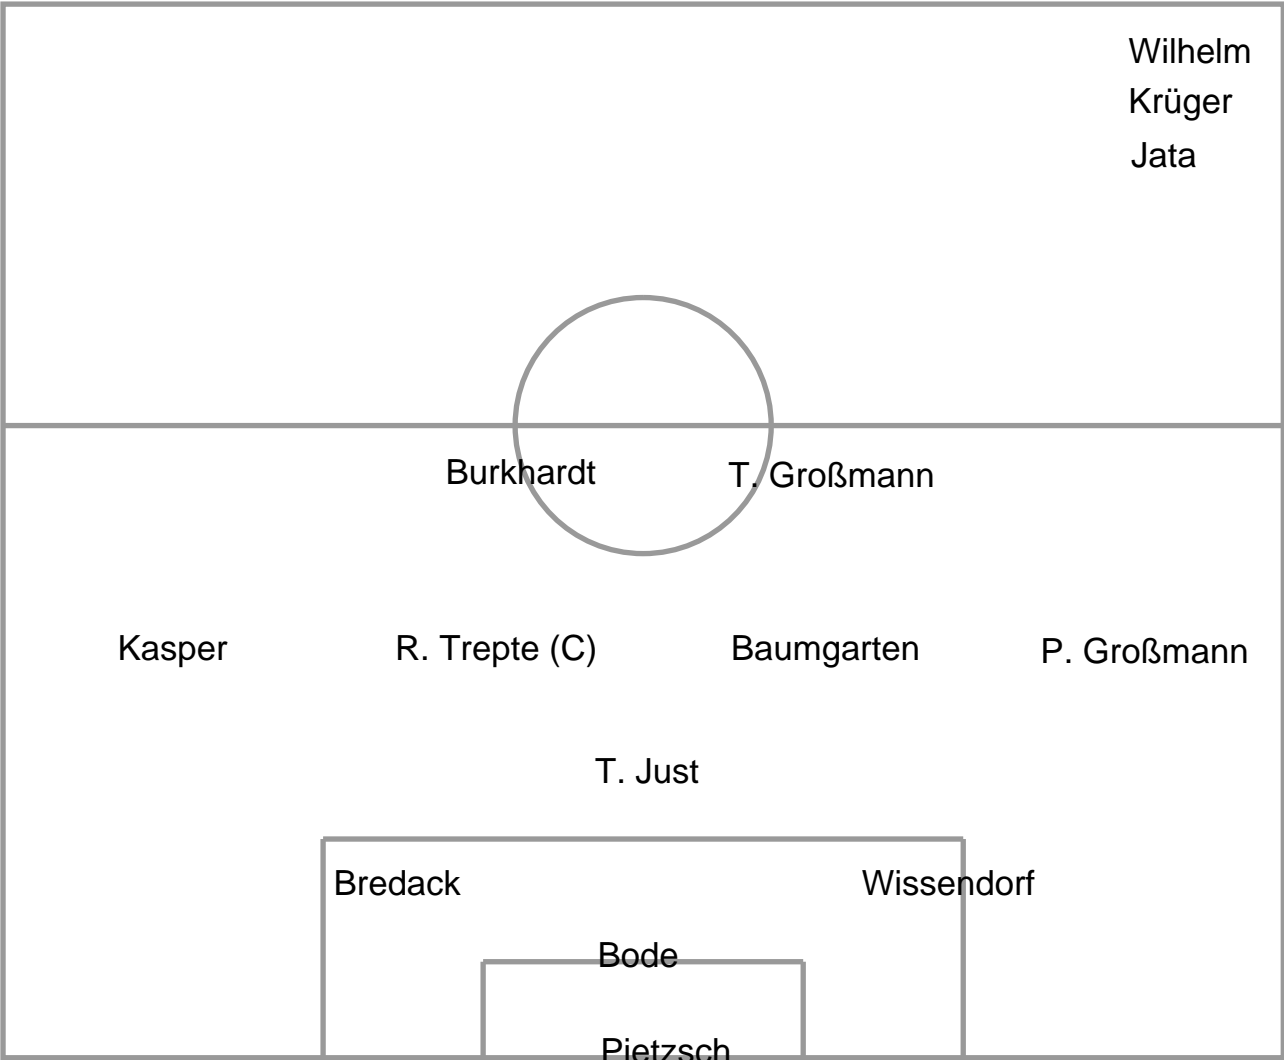 Wilhelm
Krüger
Jata
Burkhardt
T. Großmann
Kasper
R. Trepte (C)
Baumgarten
P. Großmann
T. Just
Bredack
Wissendorf
Bode
Pietzsch